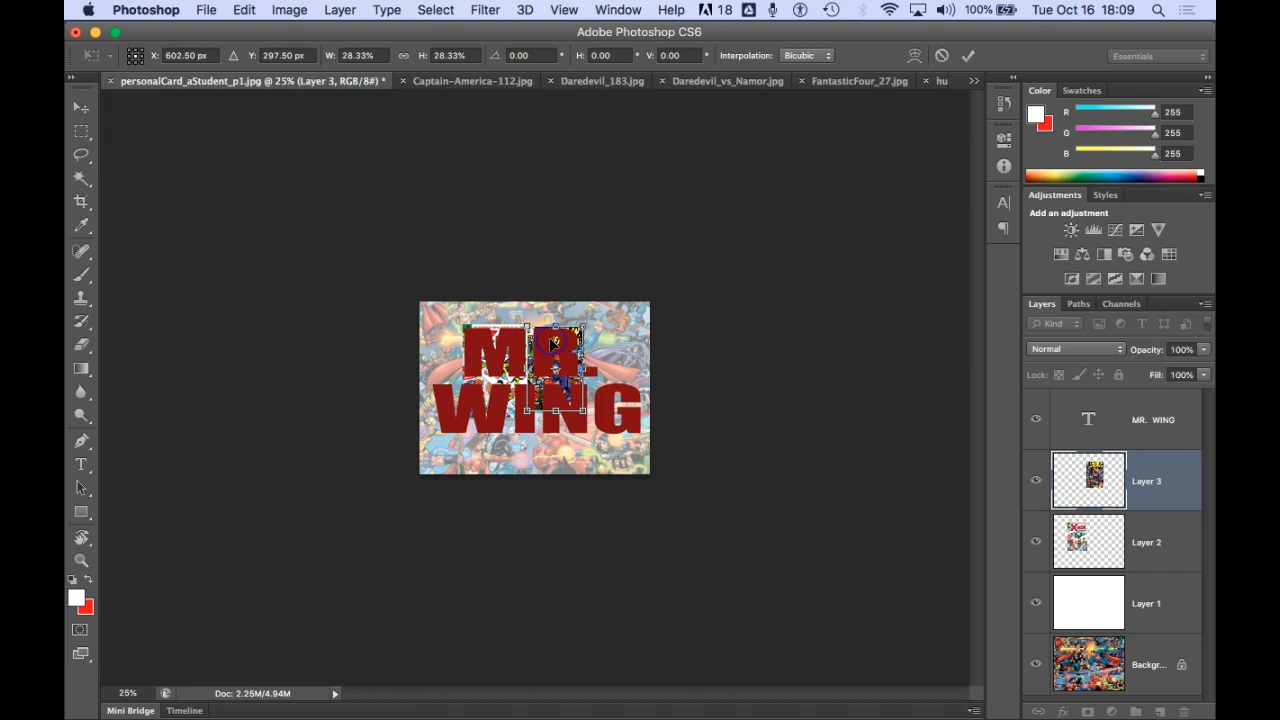 Photoshop File Edit Image Layer Type Select Filter 3D View Window Help 18 100% Tue Oct 16 18:09
Adobe Photoshop CS6
X: 602.50 px Y: 297.50 px W: 28.33% H: 28.33% 0.00 ° H: 0.00 ° V: 0.00 ° Interpolation: Bicubic Essentials
personalCard_aStudent_p1.jpg @ 25% (Layer 3, RGB/8#) * Captain-America-112.jpg Daredevil_183.jpg Daredevil_vs_Namor.jpg FantasticFour_27.jpg hu
Color Swatches
R 255
G 255
B 255
Adjustments Styles
Add an adjustment
Layers Paths Channels
Kind
Normal Opacity: 100%
Lock: Fill: 100%
T MR. WING
Layer 3
Layer 2
Layer 1
Backgr...
MR.
WING
25% Doc: 2.25M/4.94M
Mini Bridge Timeline